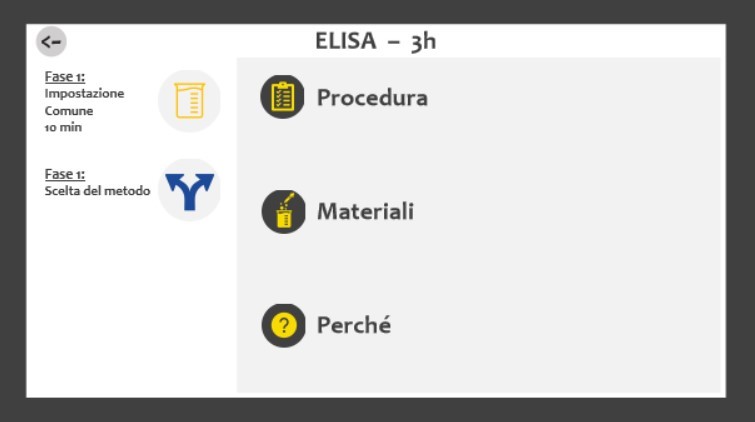 <-
ELISA – 3h
Fase 1:
Impostazione
Comune
10 min
Fase 1:
Scelta del metodo
Procedura
Materiali
?
Perché